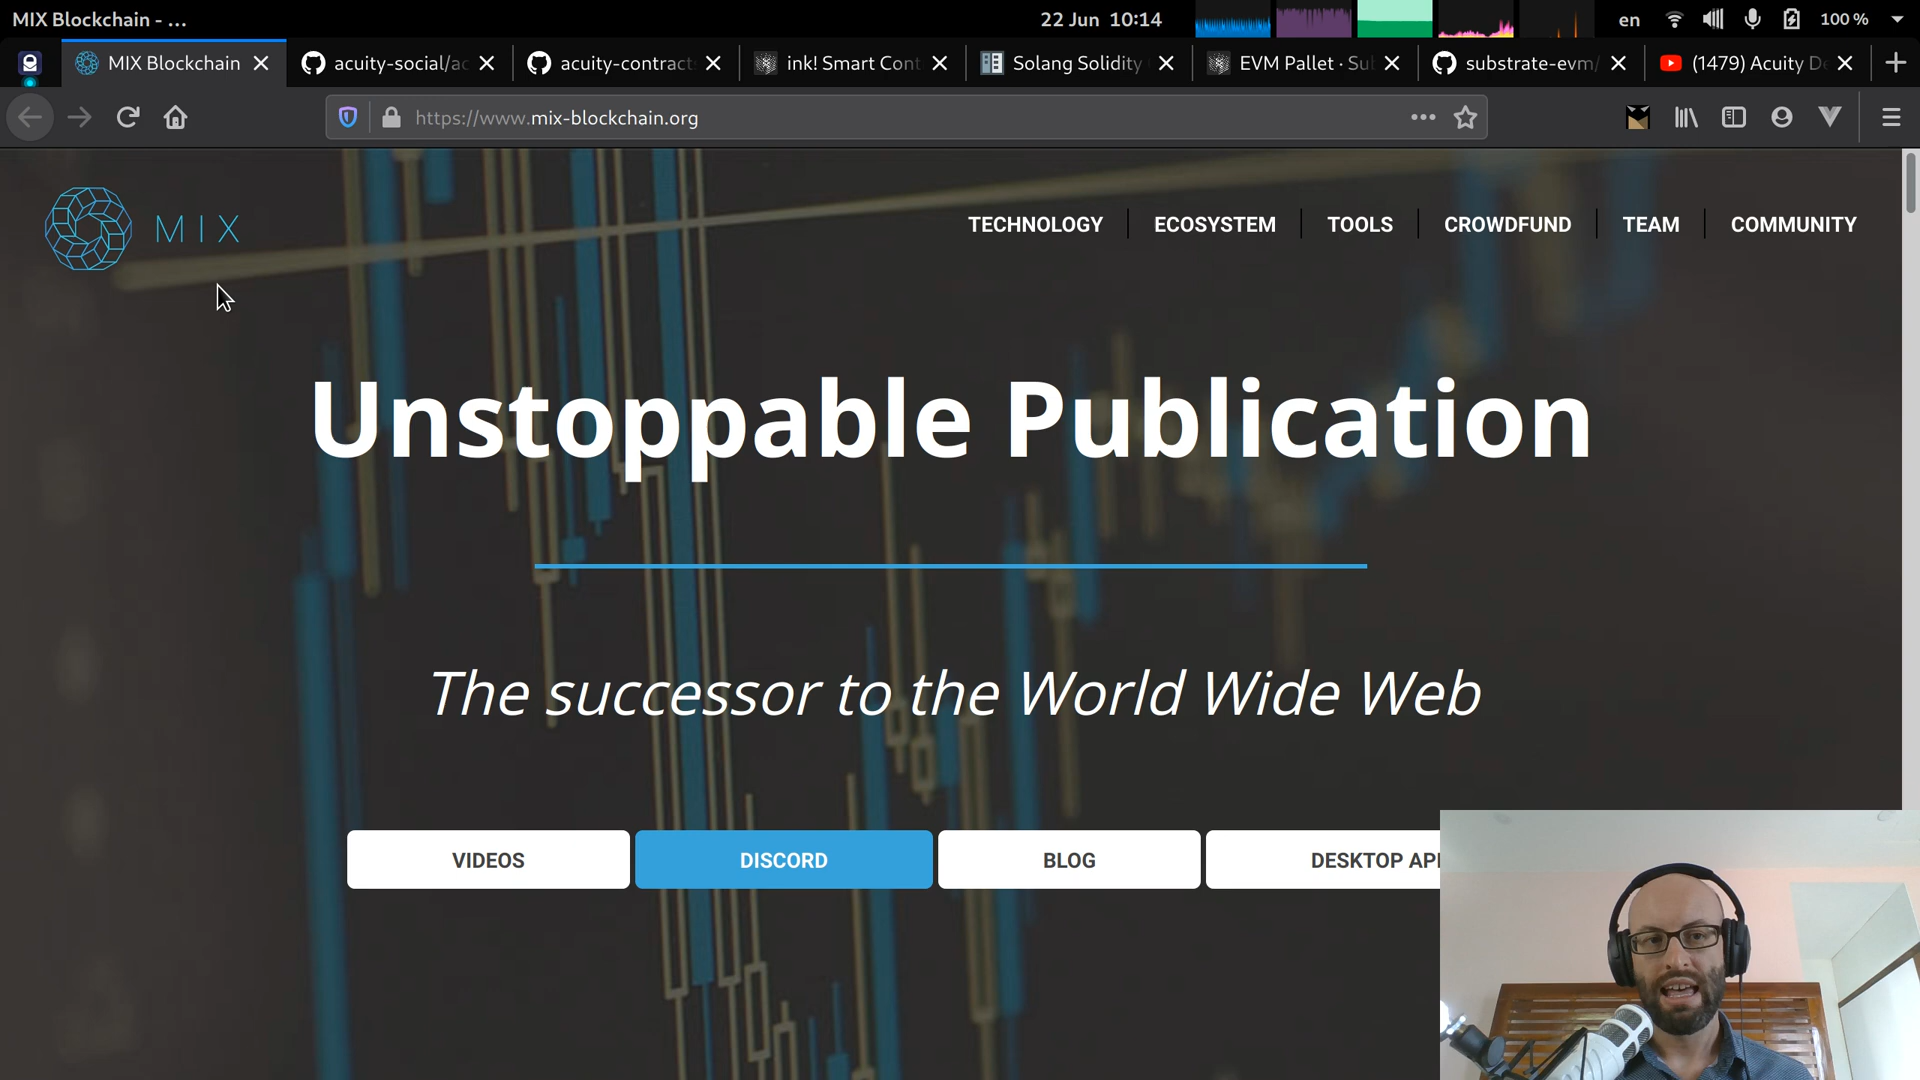 MIX Blockchain - ...
22 Jun 10:14
en
100 %
MIX Blockchain
acuity-social/ac
acuity-contract
ink! Smart Cont
Solang Solidity
EVM Pallet · Su
substrate-evm/
(1479) Acuity De
https://www.mix-blockchain.org
MIX
TECHNOLOGY
ECOSYSTEM
TOOLS
CROWDFUND
TEAM
COMMUNITY
Unstoppable Publication
The successor to the World Wide Web
VIDEOS
DISCORD
BLOG
DESKTOP AP